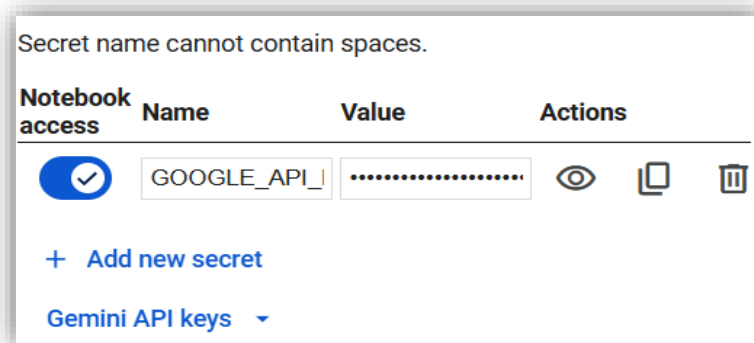 Secret name cannot contain spaces.
Notebook access Name Value Actions
GOOGLE_API_
+ Add new secret
Gemini API keys